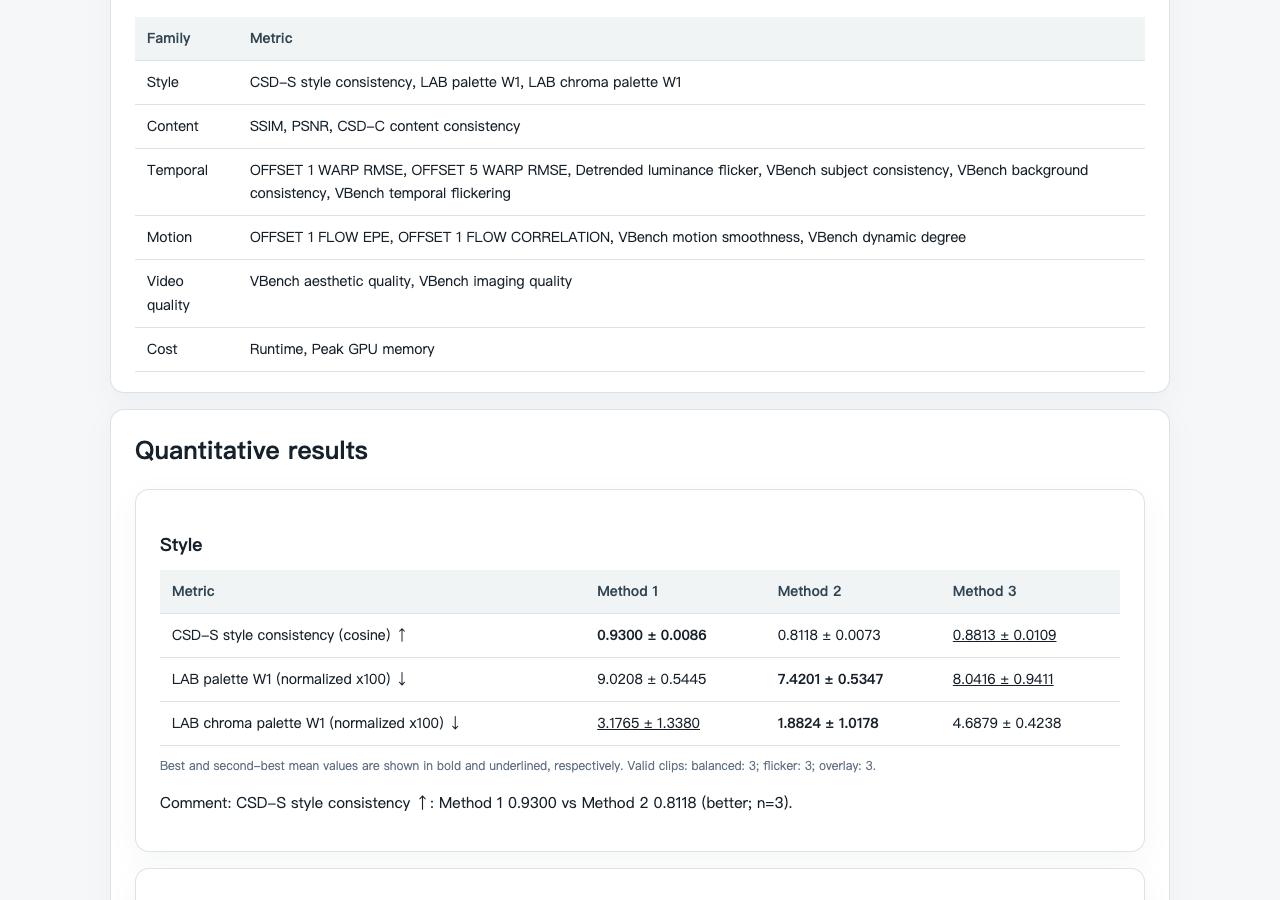 Family Metric
Style CSD-S style consistency, LAB palette W1, LAB chroma palette W1
Content SSIM, PSNR, CSD-C content consistency
Temporal OFFSET 1 WARP RMSE, OFFSET 5 WARP RMSE, Detrended luminance flicker, VBench subject consistency, VBench background
consistency, VBench temporal flickering
Motion OFFSET 1 FLOW EPE, OFFSET 1 FLOW CORRELATION, VBench motion smoothness, VBench dynamic degree
Video VBench aesthetic quality, VBench imaging quality
quality
Cost Runtime, Peak GPU memory
Quantitative results
Style
Metric Method 1 Method 2 Method 3
CSD-S style consistency (cosine) ↑ 0.9300 ± 0.0086 0.8118 ± 0.0073 0.8813 ± 0.0109
LAB palette W1 (normalized x100) ↓ 9.0208 ± 0.5445 7.4201 ± 0.5347 8.0416 ± 0.9411
LAB chroma palette W1 (normalized x100) ↓ 3.1765 ± 1.3380 1.8824 ± 1.0178 4.6879 ± 0.4238
Best and second-best mean values are shown in bold and underlined, respectively. Valid clips: balanced: 3; flicker: 3; overlay: 3.
Comment: CSD-S style consistency ↑: Method 1 0.9300 vs Method 2 0.8118 (better; n=3).